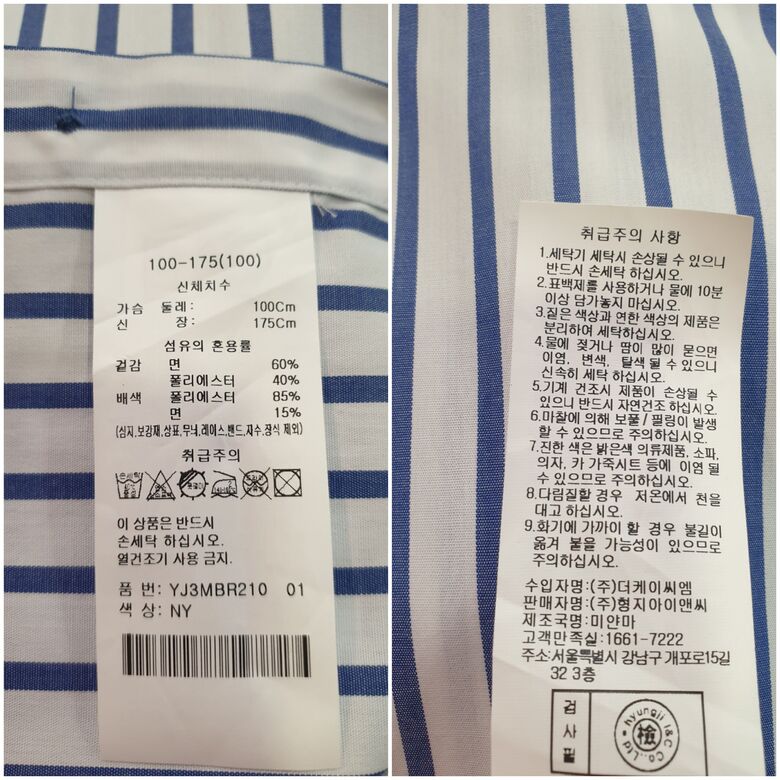 100-175(100)
신체치수
가슴 둘레: 100Cm
신 장: 175Cm
섬유의 혼용률
겉감 면 60%
폴리에스터 40%
배색 폴리에스터 85%
면 15%
(심지,보강재,상표,무늬,레이스,밴드,자수,장식 제외)
취급주의
손세탁
이 상품은 반드시
손세탁 하십시오.
열건조기 사용 금지.
품 번: YJ3MBR210 01
색 상: NY
취급주의 사항
1.세탁기 세탁시 손상될 수 있으니
반드시 손세탁 하십시오.
2.표백제를 사용하거나 물에 10분
이상 담가놓지 마십시오.
3.짙은 색상과 연한 색상의 제품은
분리하여 세탁하십시오.
4.물에 젖거나 땀이 많이 묻으면
이염, 변색, 탈색 될 수 있으니
신속히 세탁 하십시오.
5.기계 건조시 제품이 손상될 수
있으니 반드시 자연건조 하십시오.
6.마찰에 의해 보풀/필링이 발생
할 수 있으므로 주의하십시오.
7.진한 색은 밝은색 의류제품, 소파,
의자, 카 가죽시트 등에 이염 될
수 있으므로 주의하십시오.
8.다림질할 경우 저온에서 천을
대고 하십시오.
9.화기에 가까이 할 경우 불길이
옮겨 붙을 가능성이 있으므로
주의하십시오.
수입자명:(주)더케이씨엠
판매자명:(주)형지아이앤씨
제조국명:미얀마
고객만족실:1661-7222
주소:서울특별시 강남구 개포로15길
32 3층
검사필
hyungji I&C Co.,Ltd
檢